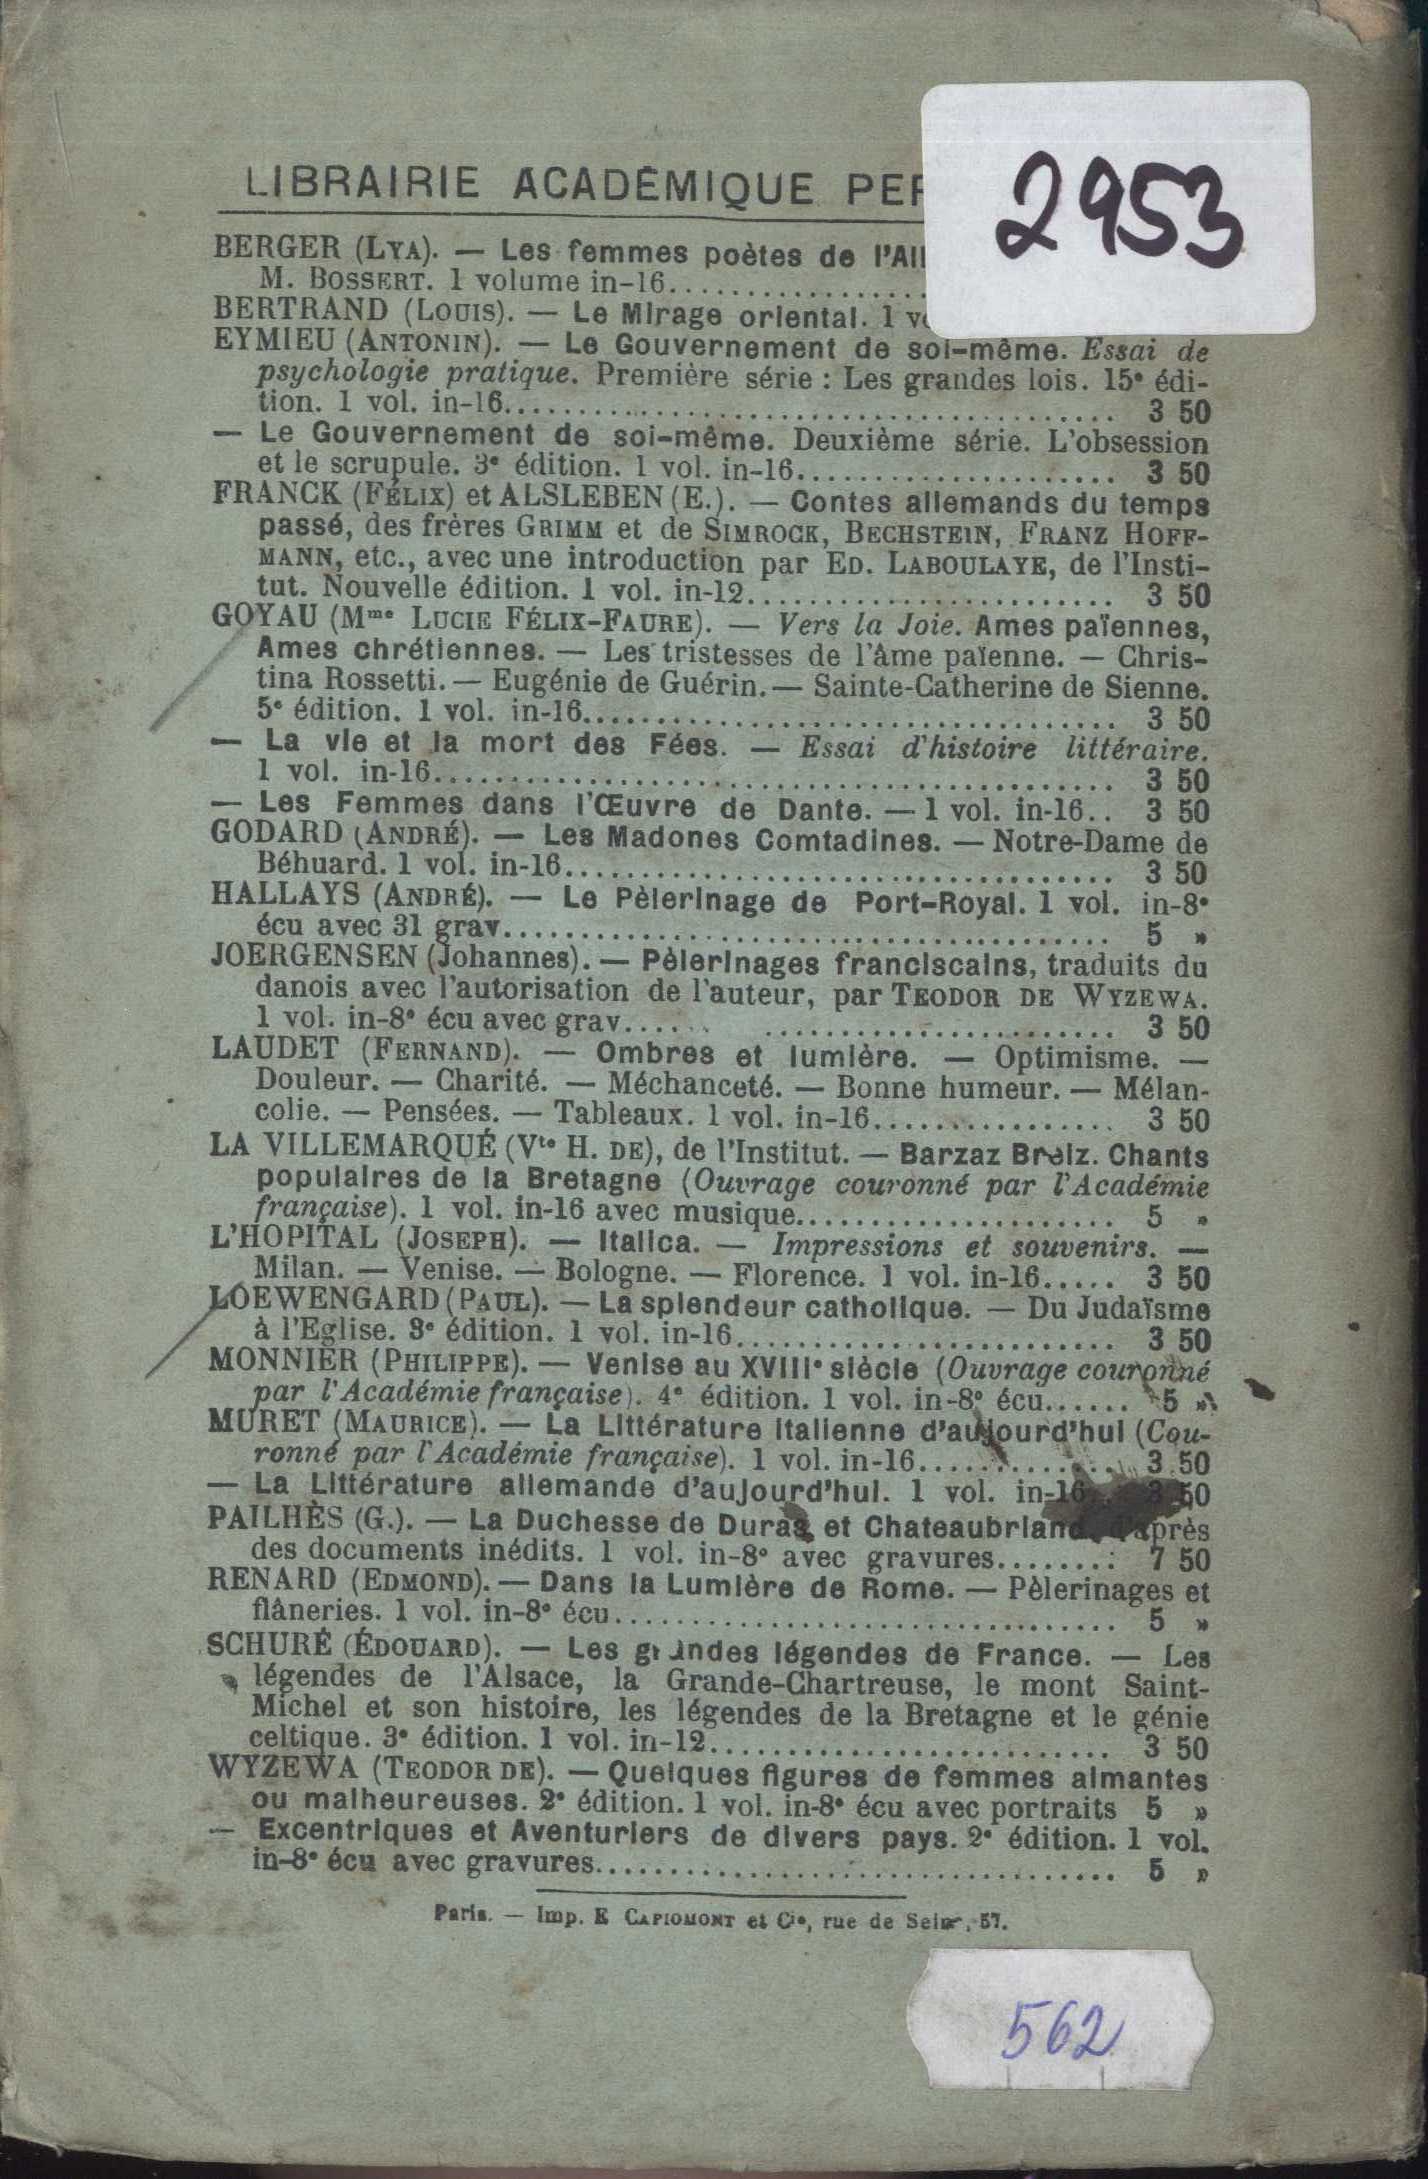 2953
LIBRAIRIE ACADÉMIQUE
BERGER (LYA). — Les femmes poètes de
M. BOSSERT. 1 volume in-16..................
BERTRAND (LOUIS). — Le Mirage oriental. 1
EYMIEU (ANTONIN). — Le Gouvernement de soi-même. Essai de
psychologie pratique. Première série : Les grandes lois. 15e édi-
tion. 1 vol. in-16........................................ 3 50
— Le Gouvernement de soi-même. Deuxième série. L'obsession
et le scrupule. 3e édition. 1 vol. in-16..................... 3 50
FRANCK (FÉLIX) et ALSLEBEN (E.). — Contes allemands du temps
passé, des frères GRIMM et de SIMROCK, BECHSTEIN, FRANZ HOFF-
MANN, etc., avec une introduction par ED. LABOULAYE, de l'Insti-
tut. Nouvelle édition. 1 vol. in-12........................ 3 50
GOYAU (Mme LUCIE FÉLIX-FAURE). — Vers la Joie. Ames païennes,
Ames chrétiennes. — Les tristesses de l'âme païenne. — Chris-
tina Rossetti. — Eugénie de Guérin. — Sainte-Catherine de Sienne.
5e édition. 1 vol. in-16.................................. 3 50
— La vie et la mort des Fées. — Essai d'histoire littéraire.
1 vol. in-16............................................ 3 50
— Les Femmes dans l'Œuvre de Dante. — 1 vol. in-16.. 3 50
GODARD (ANDRÉ). — Les Madones Comtadines. — Notre-Dame de
Béhuard. 1 vol. in-16.................................... 3 50
HALLAYS (ANDRÉ). — Le Pèlerinage de Port-Royal. 1 vol. in-8e
écu avec 31 grav........................................ 5 »
JOERGENSEN (Johannes). — Pèlerinages franciscains, traduits du
danois avec l'autorisation de l'auteur, par TEODOR DE WYZEWA.
1 vol. in-8e écu avec grav...... ....................... 3 50
LAUDET (FERNAND). — Ombres et lumière. — Optimisme. —
Douleur. — Charité. — Méchanceté. — Bonne humeur. — Mélan-
colie. — Pensées. — Tableaux. 1 vol. in-16................ 3 50
LA VILLEMARQUÉ (Vte H. DE), de l'Institut. — Barzaz Breiz. Chants
populaires de la Bretagne (Ouvrage couronné par l'Académie
française). 1 vol. in-16 avec musique..................... 5 »
L'HOPITAL (JOSEPH). — Italica. — Impressions et souvenirs. —
Milan. — Venise. — Bologne. — Florence. 1 vol. in-16..... 3 50
LOEWENGARD (PAUL). — La splendeur catholique. — Du Judaïsme
à l'Eglise. 3e édition. 1 vol. in-16......................... 3 50
MONNIER (PHILIPPE). — Venise au XVIIIe siècle (Ouvrage couronné
par l'Académie française). 4e édition. 1 vol. in-8e écu...... 5 »
MURET (MAURICE). — La Littérature italienne d'aujourd'hui (Cou-
ronné par l'Académie française). 1 vol. in-16.............. 3 50
— La Littérature allemande d'aujourd'hui. 1 vol. in-16.. 3 50
PAILHÈS (G.). — La Duchesse de Duras et Chateaubriand, d'après
des documents inédits. 1 vol. in-8e avec gravures........ 7 50
RENARD (EDMOND). — Dans la Lumière de Rome. — Pèlerinages et
flâneries. 1 vol. in-8e écu................................. 5 »
SCHURÉ (ÉDOUARD). — Les grandes légendes de France. — Les
légendes de l'Alsace, la Grande-Chartreuse, le mont Saint-
Michel et son histoire, les légendes de la Bretagne et le génie
celtique. 3e édition. 1 vol. in-12.......................... 3 50
WYZEWA (TEODOR DE). — Quelques figures de femmes aimantes
ou malheureuses. 2e édition. 1 vol. in-8e écu avec portraits 5 »
— Excentriques et Aventuriers de divers pays. 2e édition. 1 vol.
in-8e écu avec gravures................................... 5 »
Paris. — Imp. E CAPIOMONT et Cie, rue de Seine, 57.
562